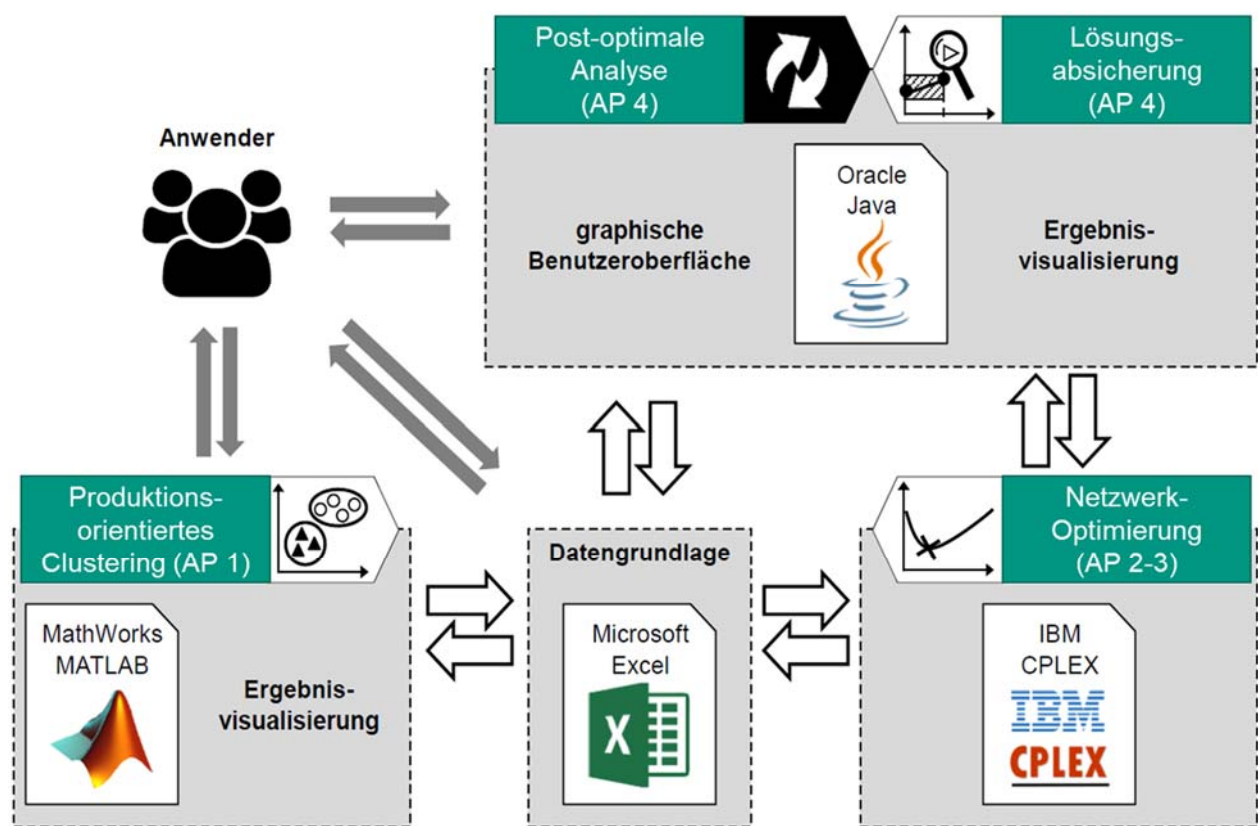 Post-optimale
Analyse
(AP 4)
Lösungs-
absicherung
(AP 4)
Anwender
Oracle
Java
graphische
Benutzeroberfläche
Ergebnis-
visualisierung
Produktions-
orientiertes
Clustering (AP 1)
MathWorks
MATLAB
Ergebnis-
visualisierung
Datengrundlage
Microsoft
Excel
X
Netzwerk-
Optimierung
(AP 2-3)
IBM
CPLEX
IBM
CPLEX